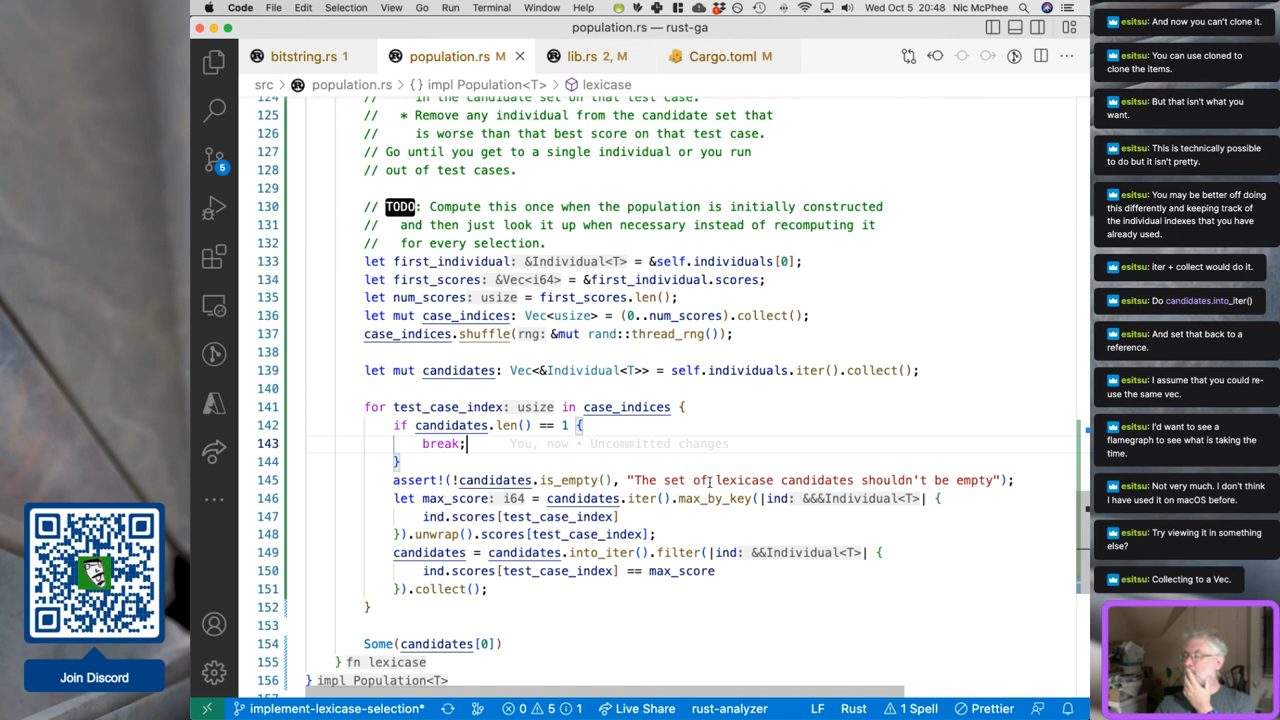 Code File Edit Selection View Go Run Terminal Window Help
Wed Oct 5 20:48 Nic McPhee
population.rs — rust-ga
bitstring.rs 1
population.rs M
lib.rs 2, M
Cargo.toml M
src > population.rs > {} impl Population<T> > lexicase
124 // in the candidate set on that test case.
125 // * Remove any individual from the candidate set that
126 // is worse than that best score on that test case.
127 // Go until you get to a single individual or you run
128 // out of test cases.
129
130 // TODO: Compute this once when the population is initially constructed
131 // and then just look it up when necessary instead of recomputing it
132 // for every selection.
133 let first_individual: &Individual<T> = &self.individuals[0];
134 let first_scores: &Vec<i64> = &first_individual.scores;
135 let num_scores: usize = first_scores.len();
136 let mut case_indices: Vec<usize> = (0..num_scores).collect();
137 case_indices.shuffle(rng: &mut rand::thread_rng());
138
139 let mut candidates: Vec<&Individual<T>> = self.individuals.iter().collect();
140
141 for test_case_index: usize in case_indices {
142 if candidates.len() == 1 {
143 break; You, now • Uncommitted changes
144 }
145 assert!(!candidates.is_empty(), "The set of lexicase candidates shouldn't be empty");
146 let max_score: i64 = candidates.iter().max_by_key(|ind: &&&Individual<T>| {
147 ind.scores[test_case_index]
148 }).unwrap().scores[test_case_index];
149 candidates = candidates.into_iter().filter(|ind: &&Individual<T>| {
150 ind.scores[test_case_index] == max_score
151 }).collect();
152 }
153
154 Some(candidates[0])
155 } fn lexicase
156 } impl Population<T>
157
5
Join Discord
implement-lexicase-selection* 0 5 1 Live Share rust-analyzer LF Rust 1 Spell Prettier
esitsu: And now you can't clone it.
esitsu: You can use cloned to
clone the items.
esitsu: But that isn't what you
want.
esitsu: This is technically possible
to do but it isn't pretty.
esitsu: You may be better off doing
this differently and keeping track of
the individual indexes that you have
already used.
esitsu: iter + collect would do it.
esitsu: Do candidates.into_iter()
esitsu: And set that back to a
reference.
esitsu: I assume that you could re-
use the same vec.
esitsu: I'd want to see a
flamegraph to see what is taking the
time.
esitsu: Not very much. I don't think
I have used it on macOS before.
esitsu: Try viewing it in something
else?
esitsu: Collecting to a Vec.